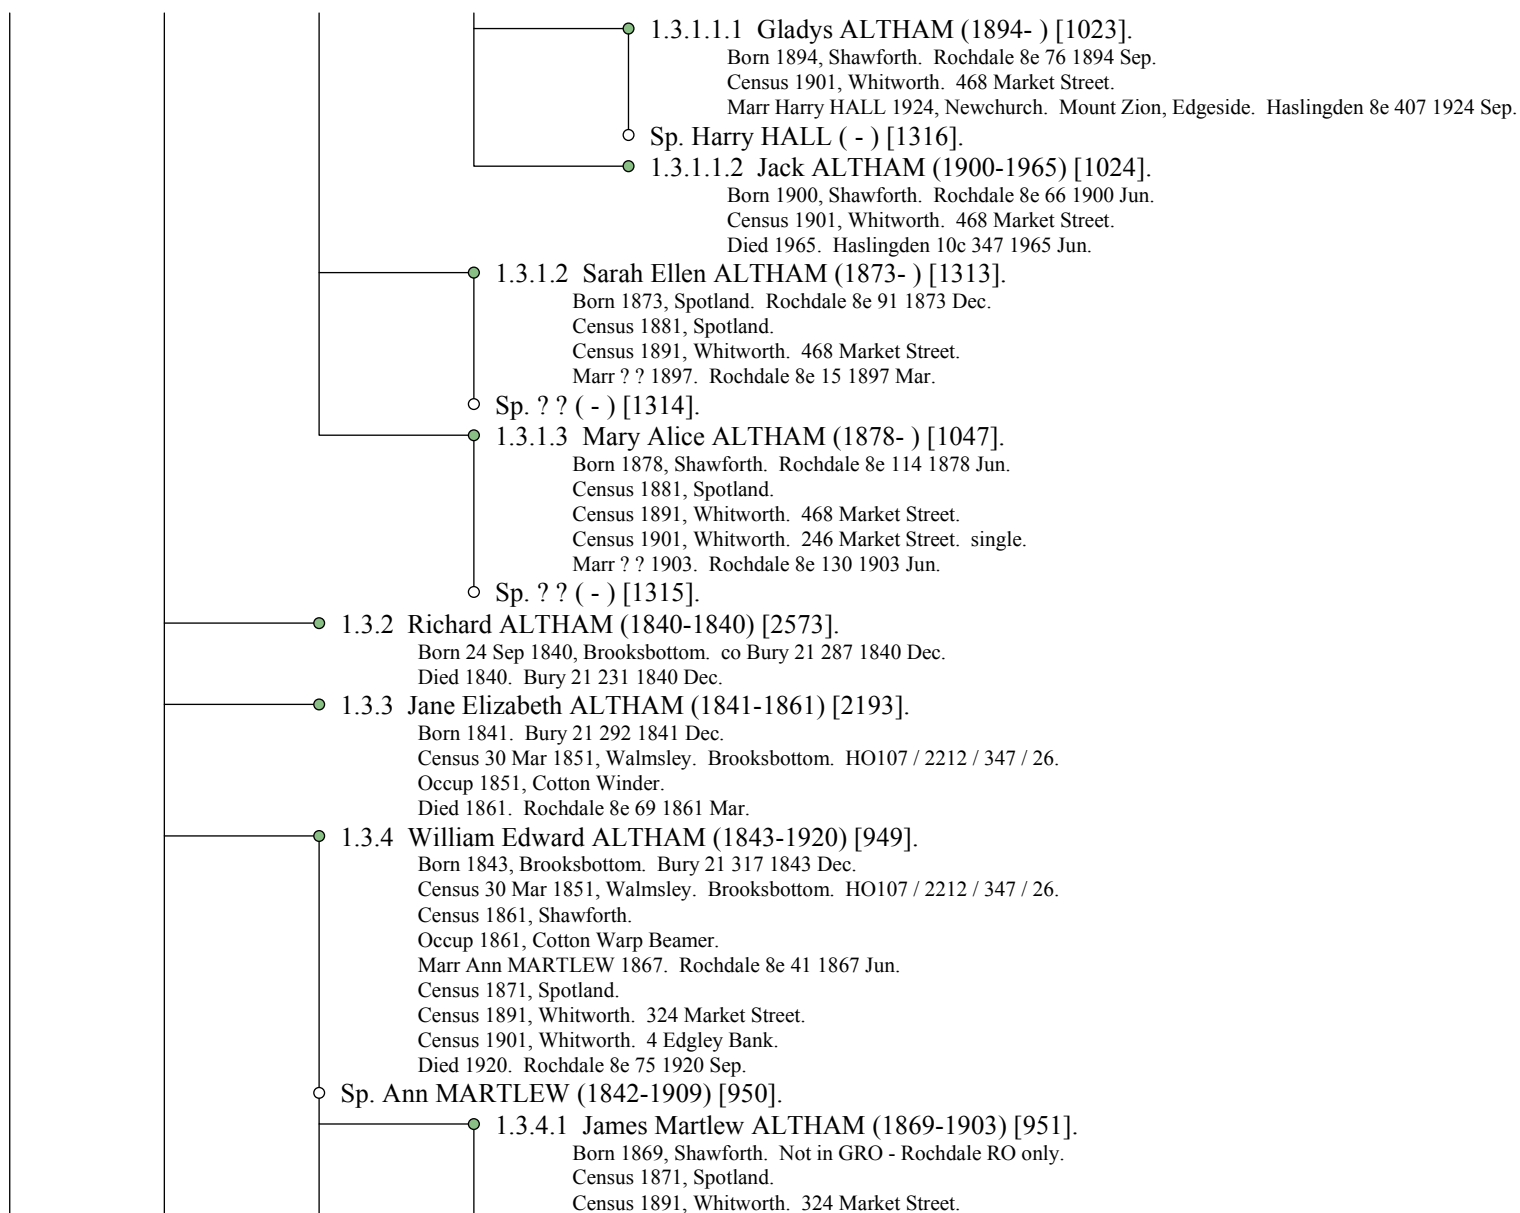 1.3.1.1.1 Gladys ALTHAM (1894- ) [1023].
Born 1894, Shawforth. Rochdale 8e 76 1894 Sep.
Census 1901, Whitworth. 468 Market Street.
Marr Harry HALL 1924, Newchurch. Mount Zion, Edgeside. Haslingden 8e 407 1924 Sep.
Sp. Harry HALL ( - ) [1316].
1.3.1.1.2 Jack ALTHAM (1900-1965) [1024].
Born 1900, Shawforth. Rochdale 8e 66 1900 Jun.
Census 1901, Whitworth. 468 Market Street.
Died 1965. Haslingden 10c 347 1965 Jun.
1.3.1.2 Sarah Ellen ALTHAM (1873- ) [1313].
Born 1873, Spotland. Rochdale 8e 91 1873 Dec.
Census 1881, Spotland.
Census 1891, Whitworth. 468 Market Street.
Marr ? ? 1897. Rochdale 8e 15 1897 Mar.
Sp. ? ? ( - ) [1314].
1.3.1.3 Mary Alice ALTHAM (1878- ) [1047].
Born 1878, Shawforth. Rochdale 8e 114 1878 Jun.
Census 1881, Spotland.
Census 1891, Whitworth. 468 Market Street.
Census 1901, Whitworth. 246 Market Street. single.
Marr ? ? 1903. Rochdale 8e 130 1903 Jun.
Sp. ? ? ( - ) [1315].
1.3.2 Richard ALTHAM (1840-1840) [2573].
Born 24 Sep 1840, Brooksbottom. co Bury 21 287 1840 Dec.
Died 1840. Bury 21 231 1840 Dec.
1.3.3 Jane Elizabeth ALTHAM (1841-1861) [2193].
Born 1841. Bury 21 292 1841 Dec.
Census 30 Mar 1851, Walmsley. Brooksbottom. HO107 / 2212 / 347 / 26.
Occup 1851, Cotton Winder.
Died 1861. Rochdale 8e 69 1861 Mar.
1.3.4 William Edward ALTHAM (1843-1920) [949].
Born 1843, Brooksbottom. Bury 21 317 1843 Dec.
Census 30 Mar 1851, Walmsley. Brooksbottom. HO107 / 2212 / 347 / 26.
Census 1861, Shawforth.
Occup 1861, Cotton Warp Beamer.
Marr Ann MARTLEW 1867. Rochdale 8e 41 1867 Jun.
Census 1871, Spotland.
Census 1891, Whitworth. 324 Market Street.
Census 1901, Whitworth. 4 Edgley Bank.
Died 1920. Rochdale 8e 75 1920 Sep.
Sp. Ann MARTLEW (1842-1909) [950].
1.3.4.1 James Martlew ALTHAM (1869-1903) [951].
Born 1869, Shawforth. Not in GRO - Rochdale RO only.
Census 1871, Spotland.
Census 1891, Whitworth. 324 Market Street.